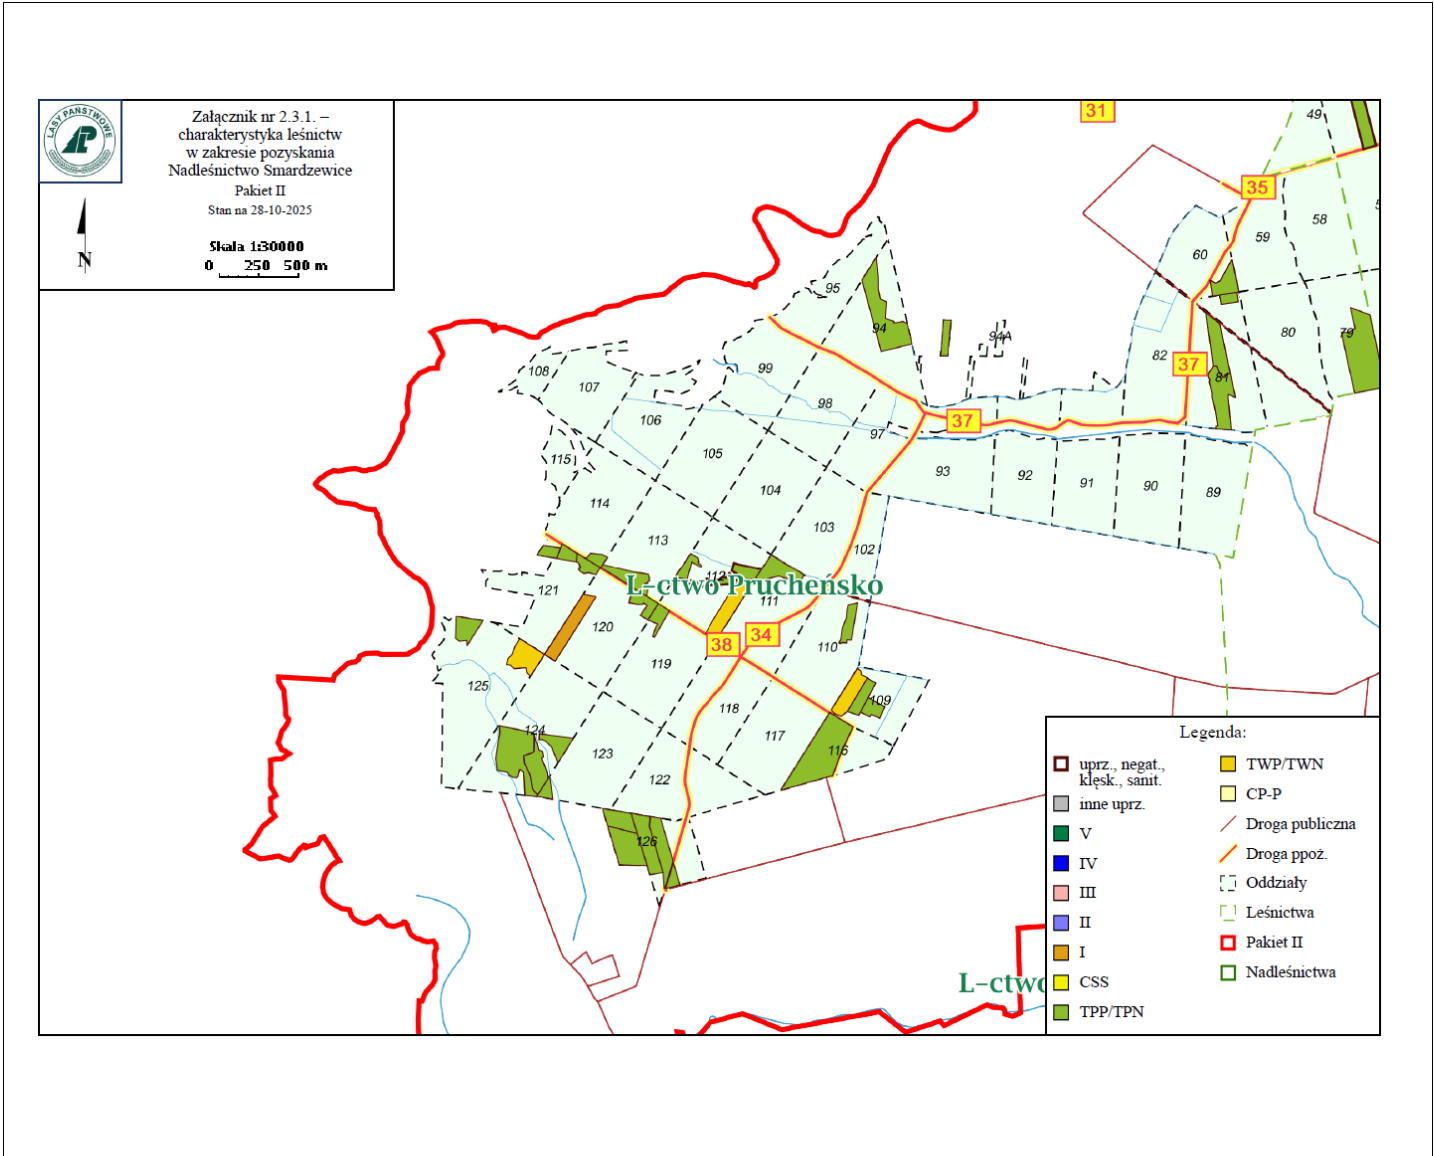 LASY PAŃSTWOWE
Załącznik nr 2.3.1. –
charakterystyka leśnictw
w zakresie pozyskania
Nadleśnictwo Smardzewice
Pakiet II
Stan na 28-10-2025
Skala 1:30000
0 250 500 m
N
31
49
35
58
59
60
95
94
94A
80
79
82
37
81
108
107
99
98
106
37
97
115
105
93
92
91
90
89
104
114
103
113
102
L-ctwo Prucheńsko
121
111
120
34
38
110
119
125
109
118
124
117
116
123
122
126
L-ctwo
Legenda:
uprz., negat.,
klęsk., sanit.
inne uprz.
V
IV
III
II
I
CSS
TPP/TPN
TWP/TWN
CP-P
Droga publiczna
Droga ppoż.
Oddziały
Leśnictwa
Pakiet II
Nadleśnictwa